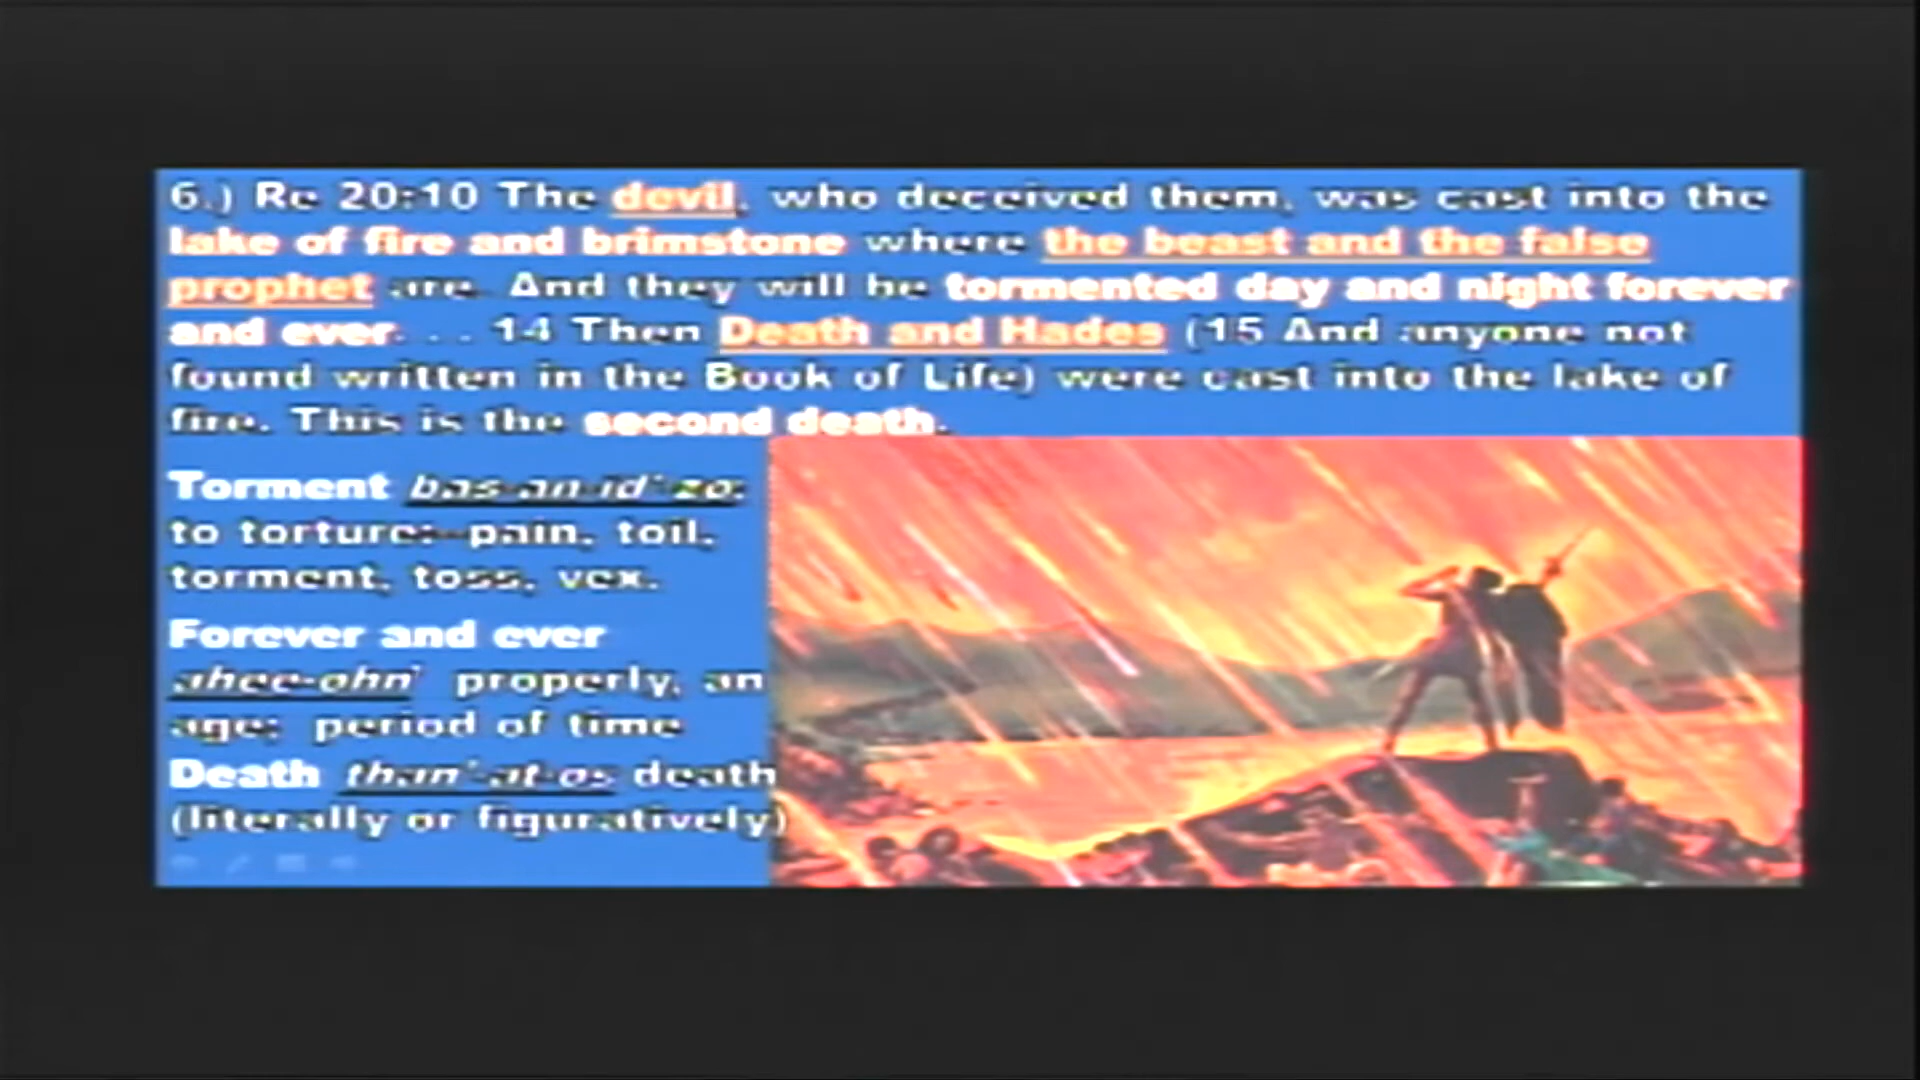 6.) Re 20:10 The devil, who deceived them, was cast into the
lake of fire and brimstone where the beast and the false
prophet are. And they will be tormented day and night forever
and ever. . . 14 Then Death and Hades (15 And anyone not
found written in the Book of Life) were cast into the lake of
fire. This is the second death.
Torment bas-an-id'-zo;
to torture:--pain, toil,
torment, toss, vex.
Forever and ever
ahee-ohn' properly, an
age; period of time
Death than'-at-os death
(literally or figuratively)